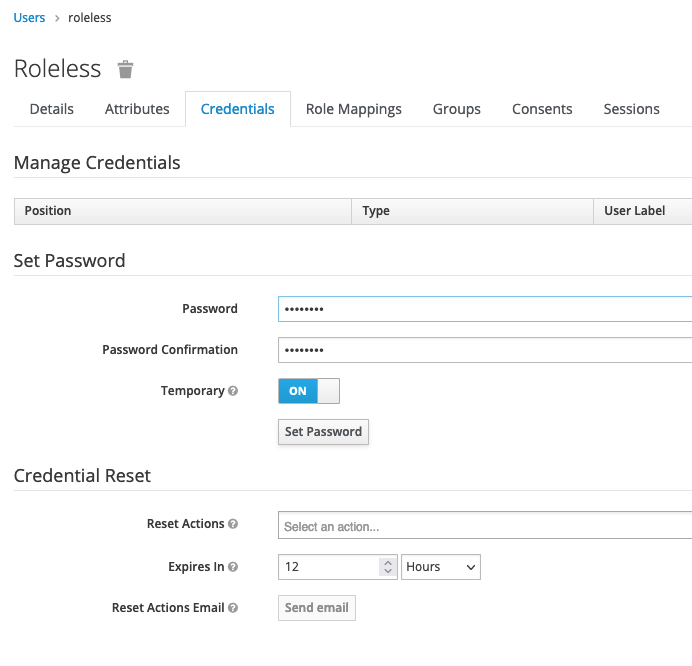 Users > roleless
Roleless
Details Attributes Credentials Role Mappings Groups Consents Sessions
Manage Credentials
Position Type User Label
Set Password
Password ••••••••
Password Confirmation ••••••••
Temporary ON
Set Password
Credential Reset
Reset Actions Select an action...
Expires In 12 Hours
Reset Actions Email Send email